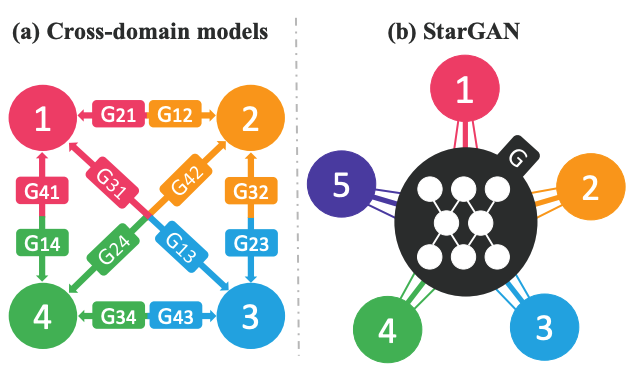 (a) Cross-domain models
1
G21
G12
2
G41
G31
G42
G32
G14
G24
G13
G23
4
G34
G43
3
(b) StarGAN
1
G
5
2
4
3